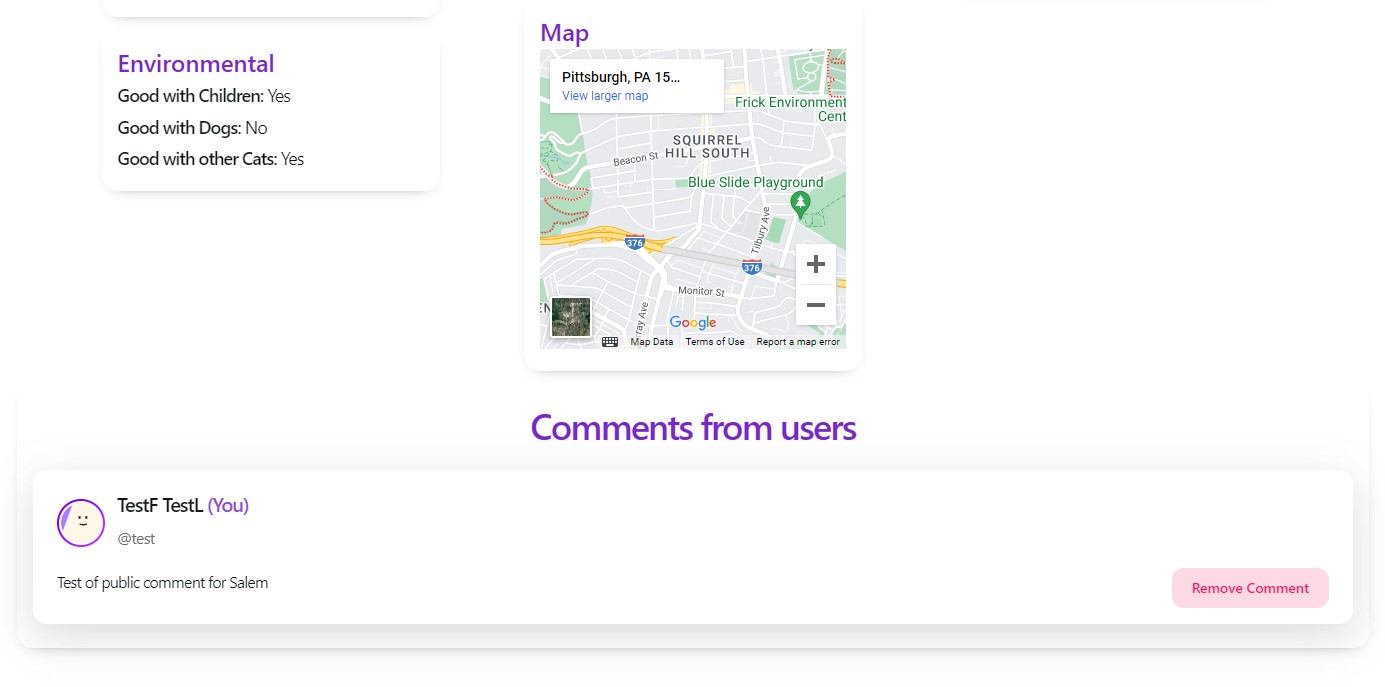 Environmental
Good with Children: Yes
Good with Dogs: No
Good with other Cats: Yes
Map
Pittsburgh, PA 15...
View larger map
Frick Environment
Cent
SQUIRREL
HILL SOUTH
Beacon St
Blue Slide Playground
Tilbury Ave
376
376
Monitor St
ray Ave
Google
Map Data
Terms of Use
Report a map error
Comments from users
TestF TestL (You)
@test
Test of public comment for Salem
Remove Comment